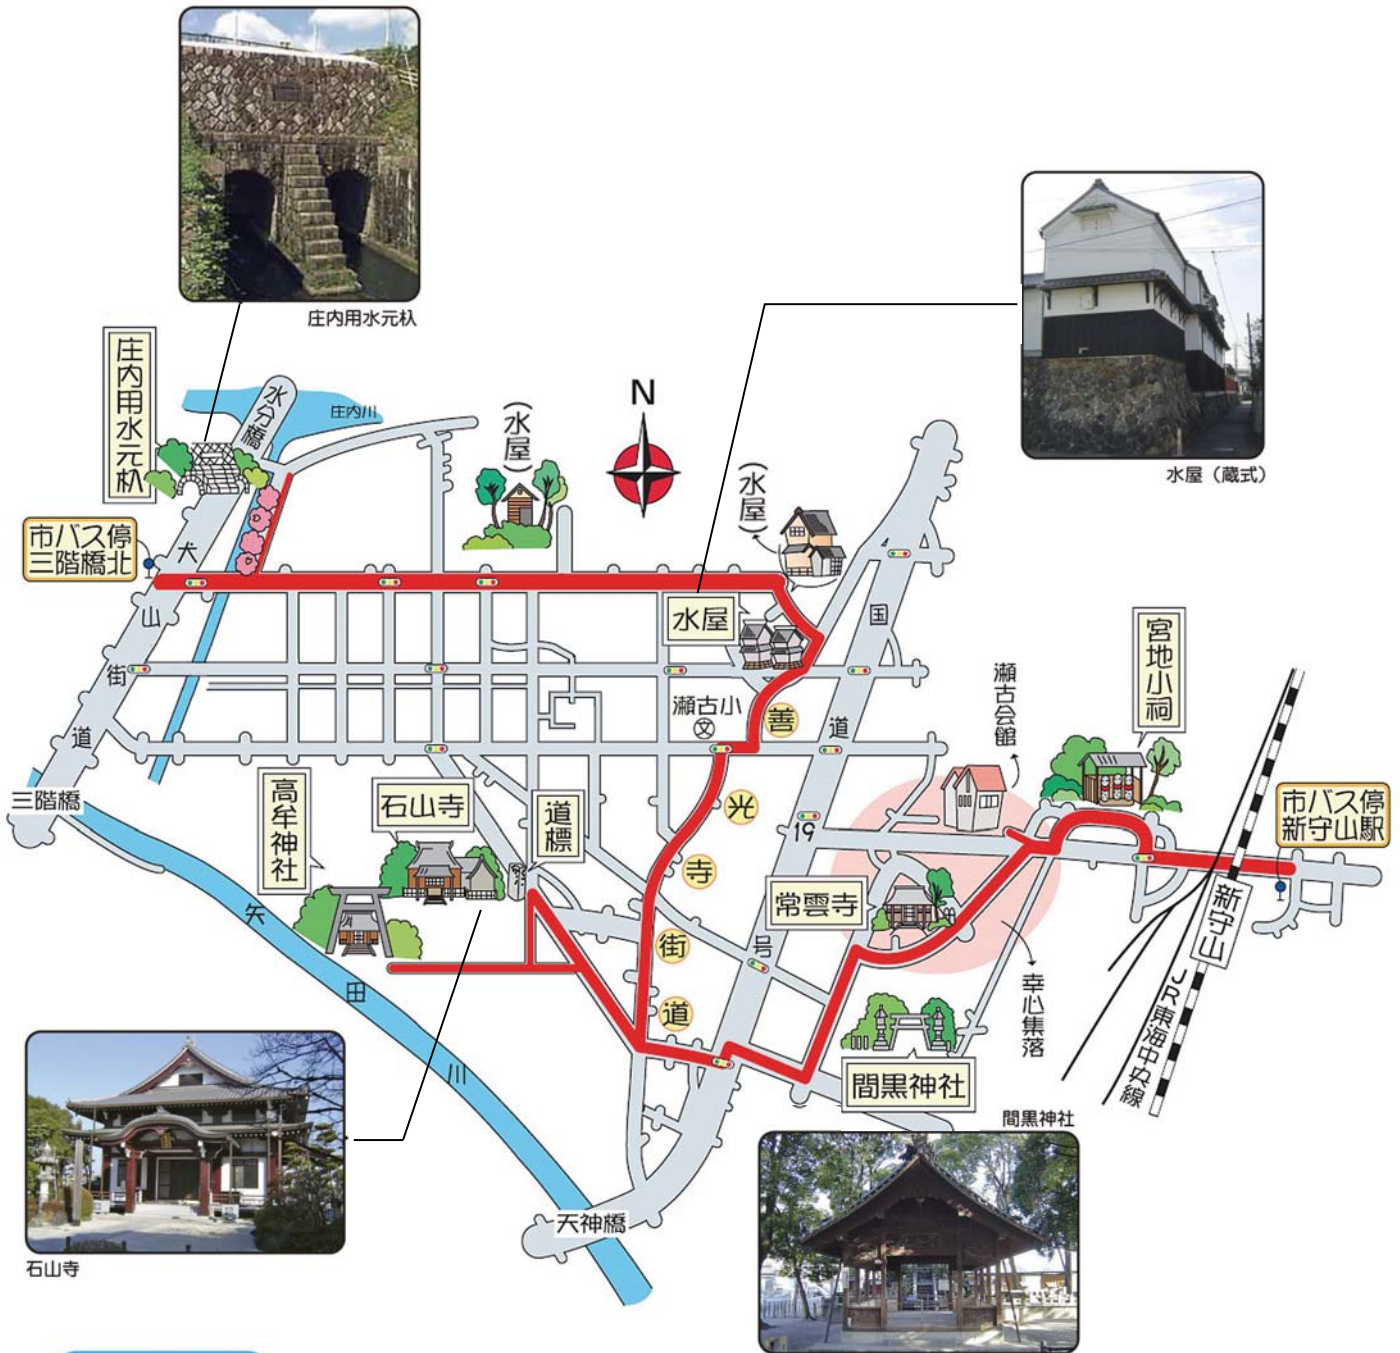 庄内用水元杁
水屋（蔵式）
庄内用水元杁
水分橋
庄内川
（水屋）
N
（水屋）
市バス停
三階橋北
犬山街道
水屋
国道19号
宮地小祠
瀬古会館
瀬古小
文
善光寺街道
三階橋
高牟神社
石山寺
道標
市バス停
新守山駅
常雲寺
新守山
矢田川
幸心集落
JR東海中央線
間黒神社
間黒神社
天神橋
石山寺